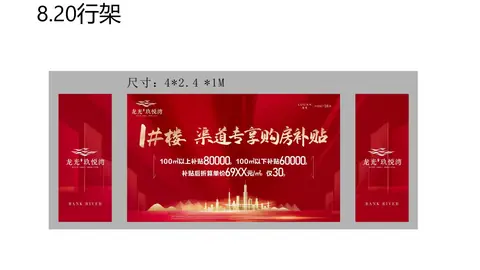 8.20行架
尺寸：4*2.4 *1M
龙光 玖悦湾
1#楼 渠道专享购房补贴
100㎡以上补贴80000。100㎡以下补贴60000。
补贴后折算单价69XX元/㎡ 仅30
龙光 玖悦湾
BANK RIVER
龙光 玖悦湾
BANK RIVER